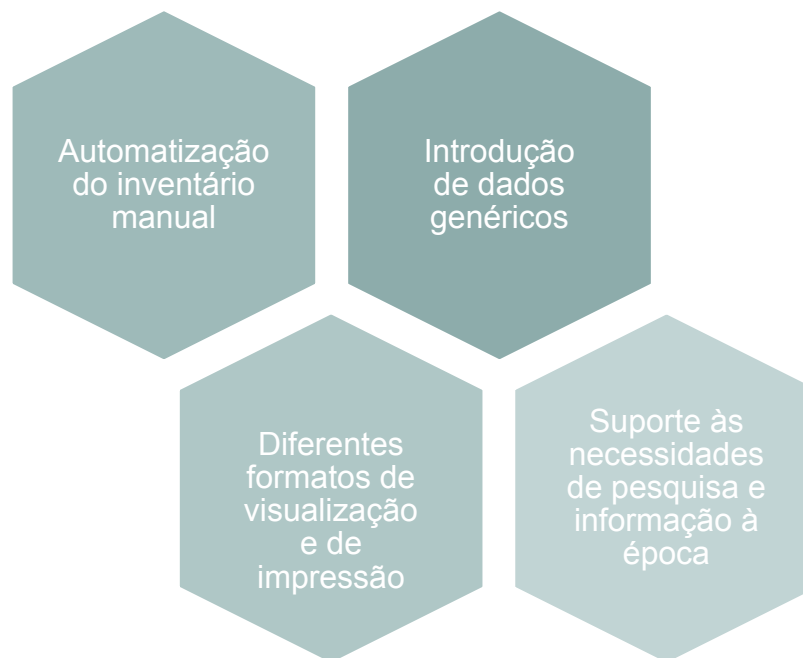 Automatização
do inventário
manual
Introdução
de dados
genéricos
Diferentes
formatos de
visualização
e de
impressão
Suporte às
necessidades
de pesquisa e
informação à
época